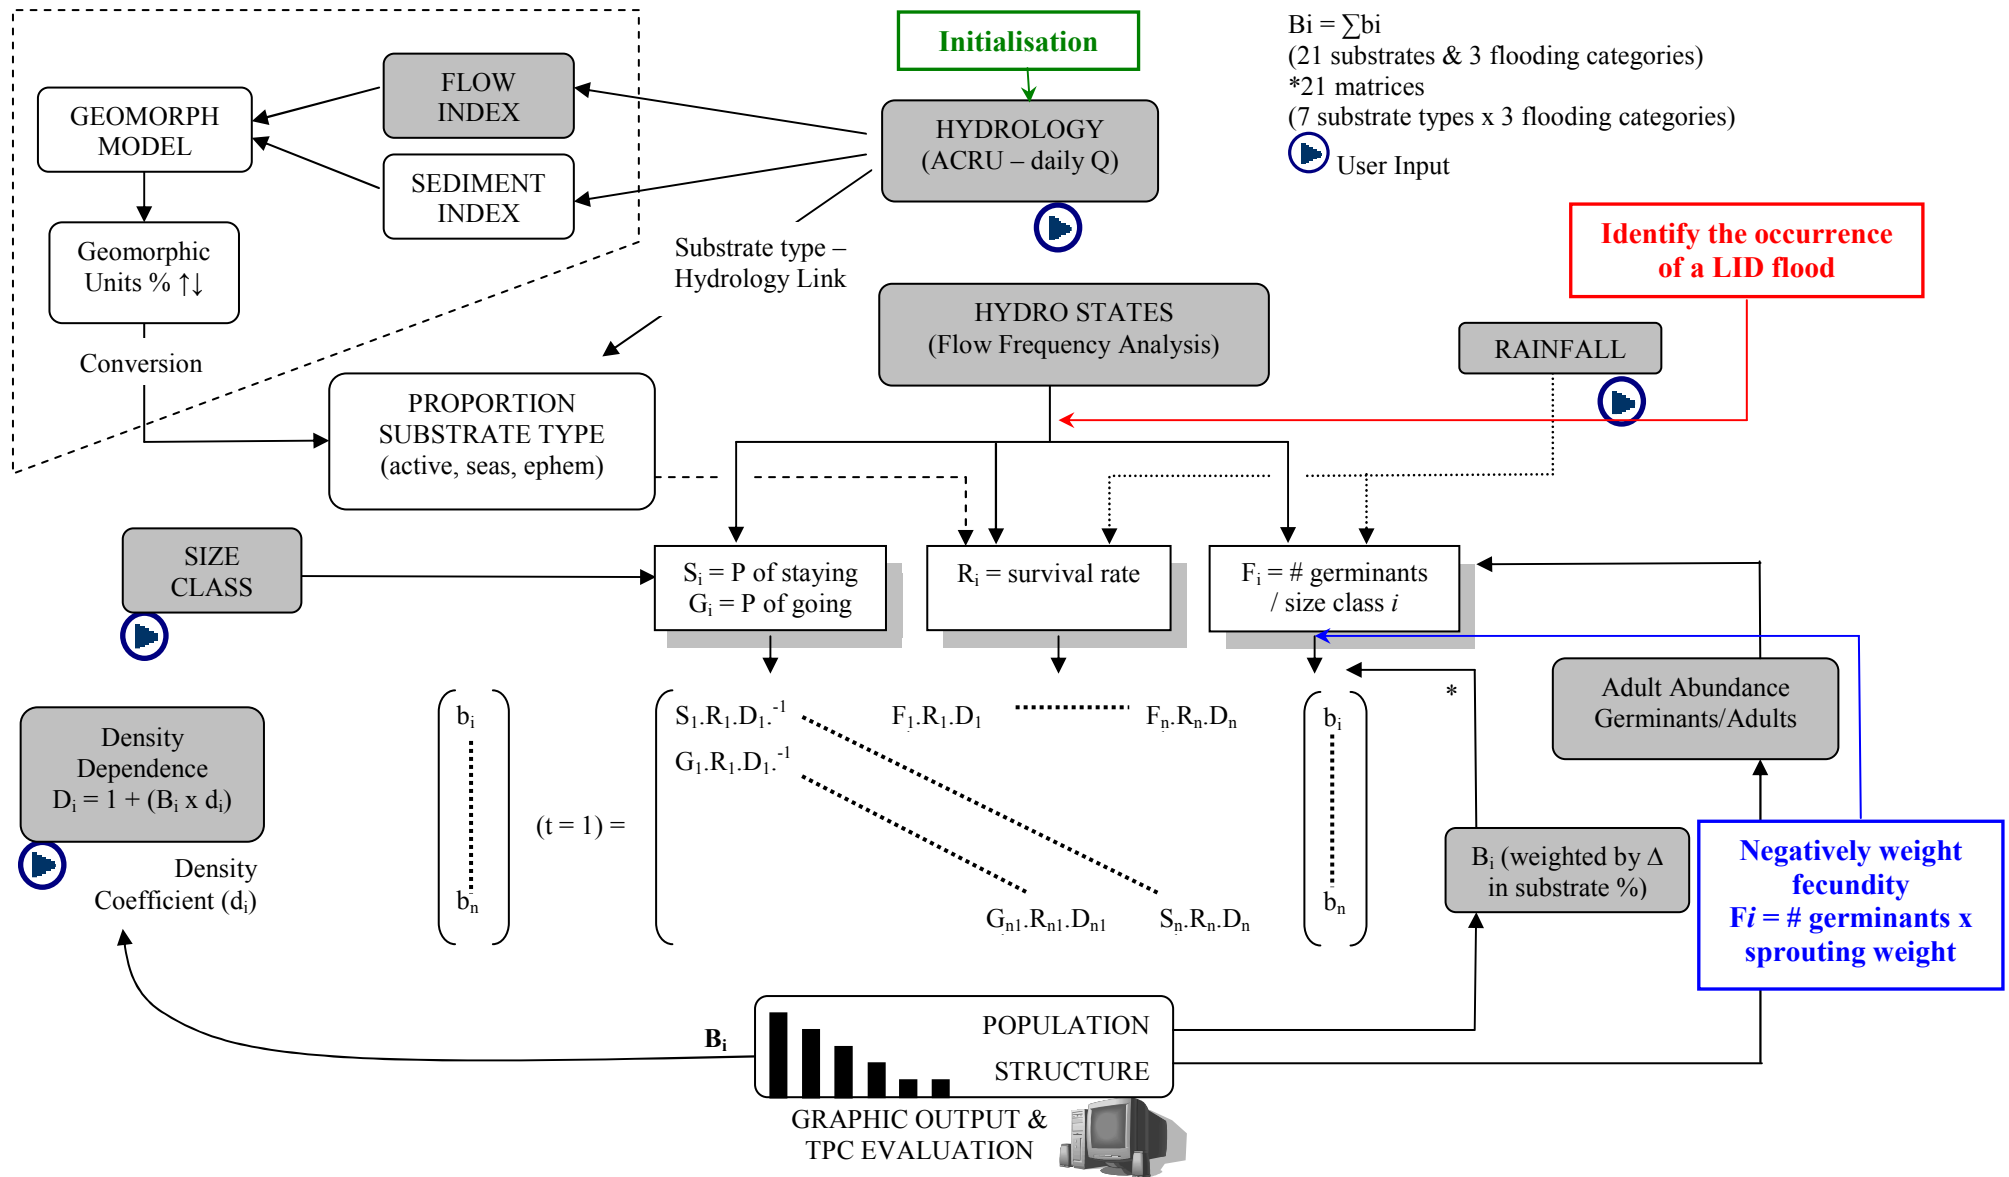 Initialisation
Bi = ∑bi
(21 substrates & 3 flooding categories)
*21 matrices
(7 substrate types x 3 flooding categories)
User Input
FLOW
INDEX
GEOMORPH
MODEL
SEDIMENT
INDEX
HYDROLOGY
(ACRU – daily Q)
Geomorphic
Units % ↑↓
Substrate type –
Hydrology Link
Identify the occurrence
of a LID flood
HYDRO STATES
(Flow Frequency Analysis)
RAINFALL
Conversion
PROPORTION
SUBSTRATE TYPE
(active, seas, ephem)
SIZE
CLASS
Sᵢ = P of staying
Gᵢ = P of going
Rᵢ = survival rate
Fᵢ = # germinants
/ size class i
Adult Abundance
Germinants/Adults
Density
Dependence
Dᵢ = 1 + (Bᵢ x dᵢ)
Density
Coefficient (dᵢ)
bᵢ
bₙ
(t = 1) =
S₁.R₁.D₁.⁻¹
F₁.R₁.D₁
Fₙ.Rₙ.Dₙ
G₁.R₁.D₁.⁻¹
Gₙ₁.Rₙ₁.Dₙ₁
Sₙ.Rₙ.Dₙ
bᵢ
bₙ
*
Bᵢ (weighted by Δ
in substrate %)
Negatively weight
fecundity
Fi = # germinants x
sprouting weight
Bᵢ
POPULATION
STRUCTURE
GRAPHIC OUTPUT &
TPC EVALUATION